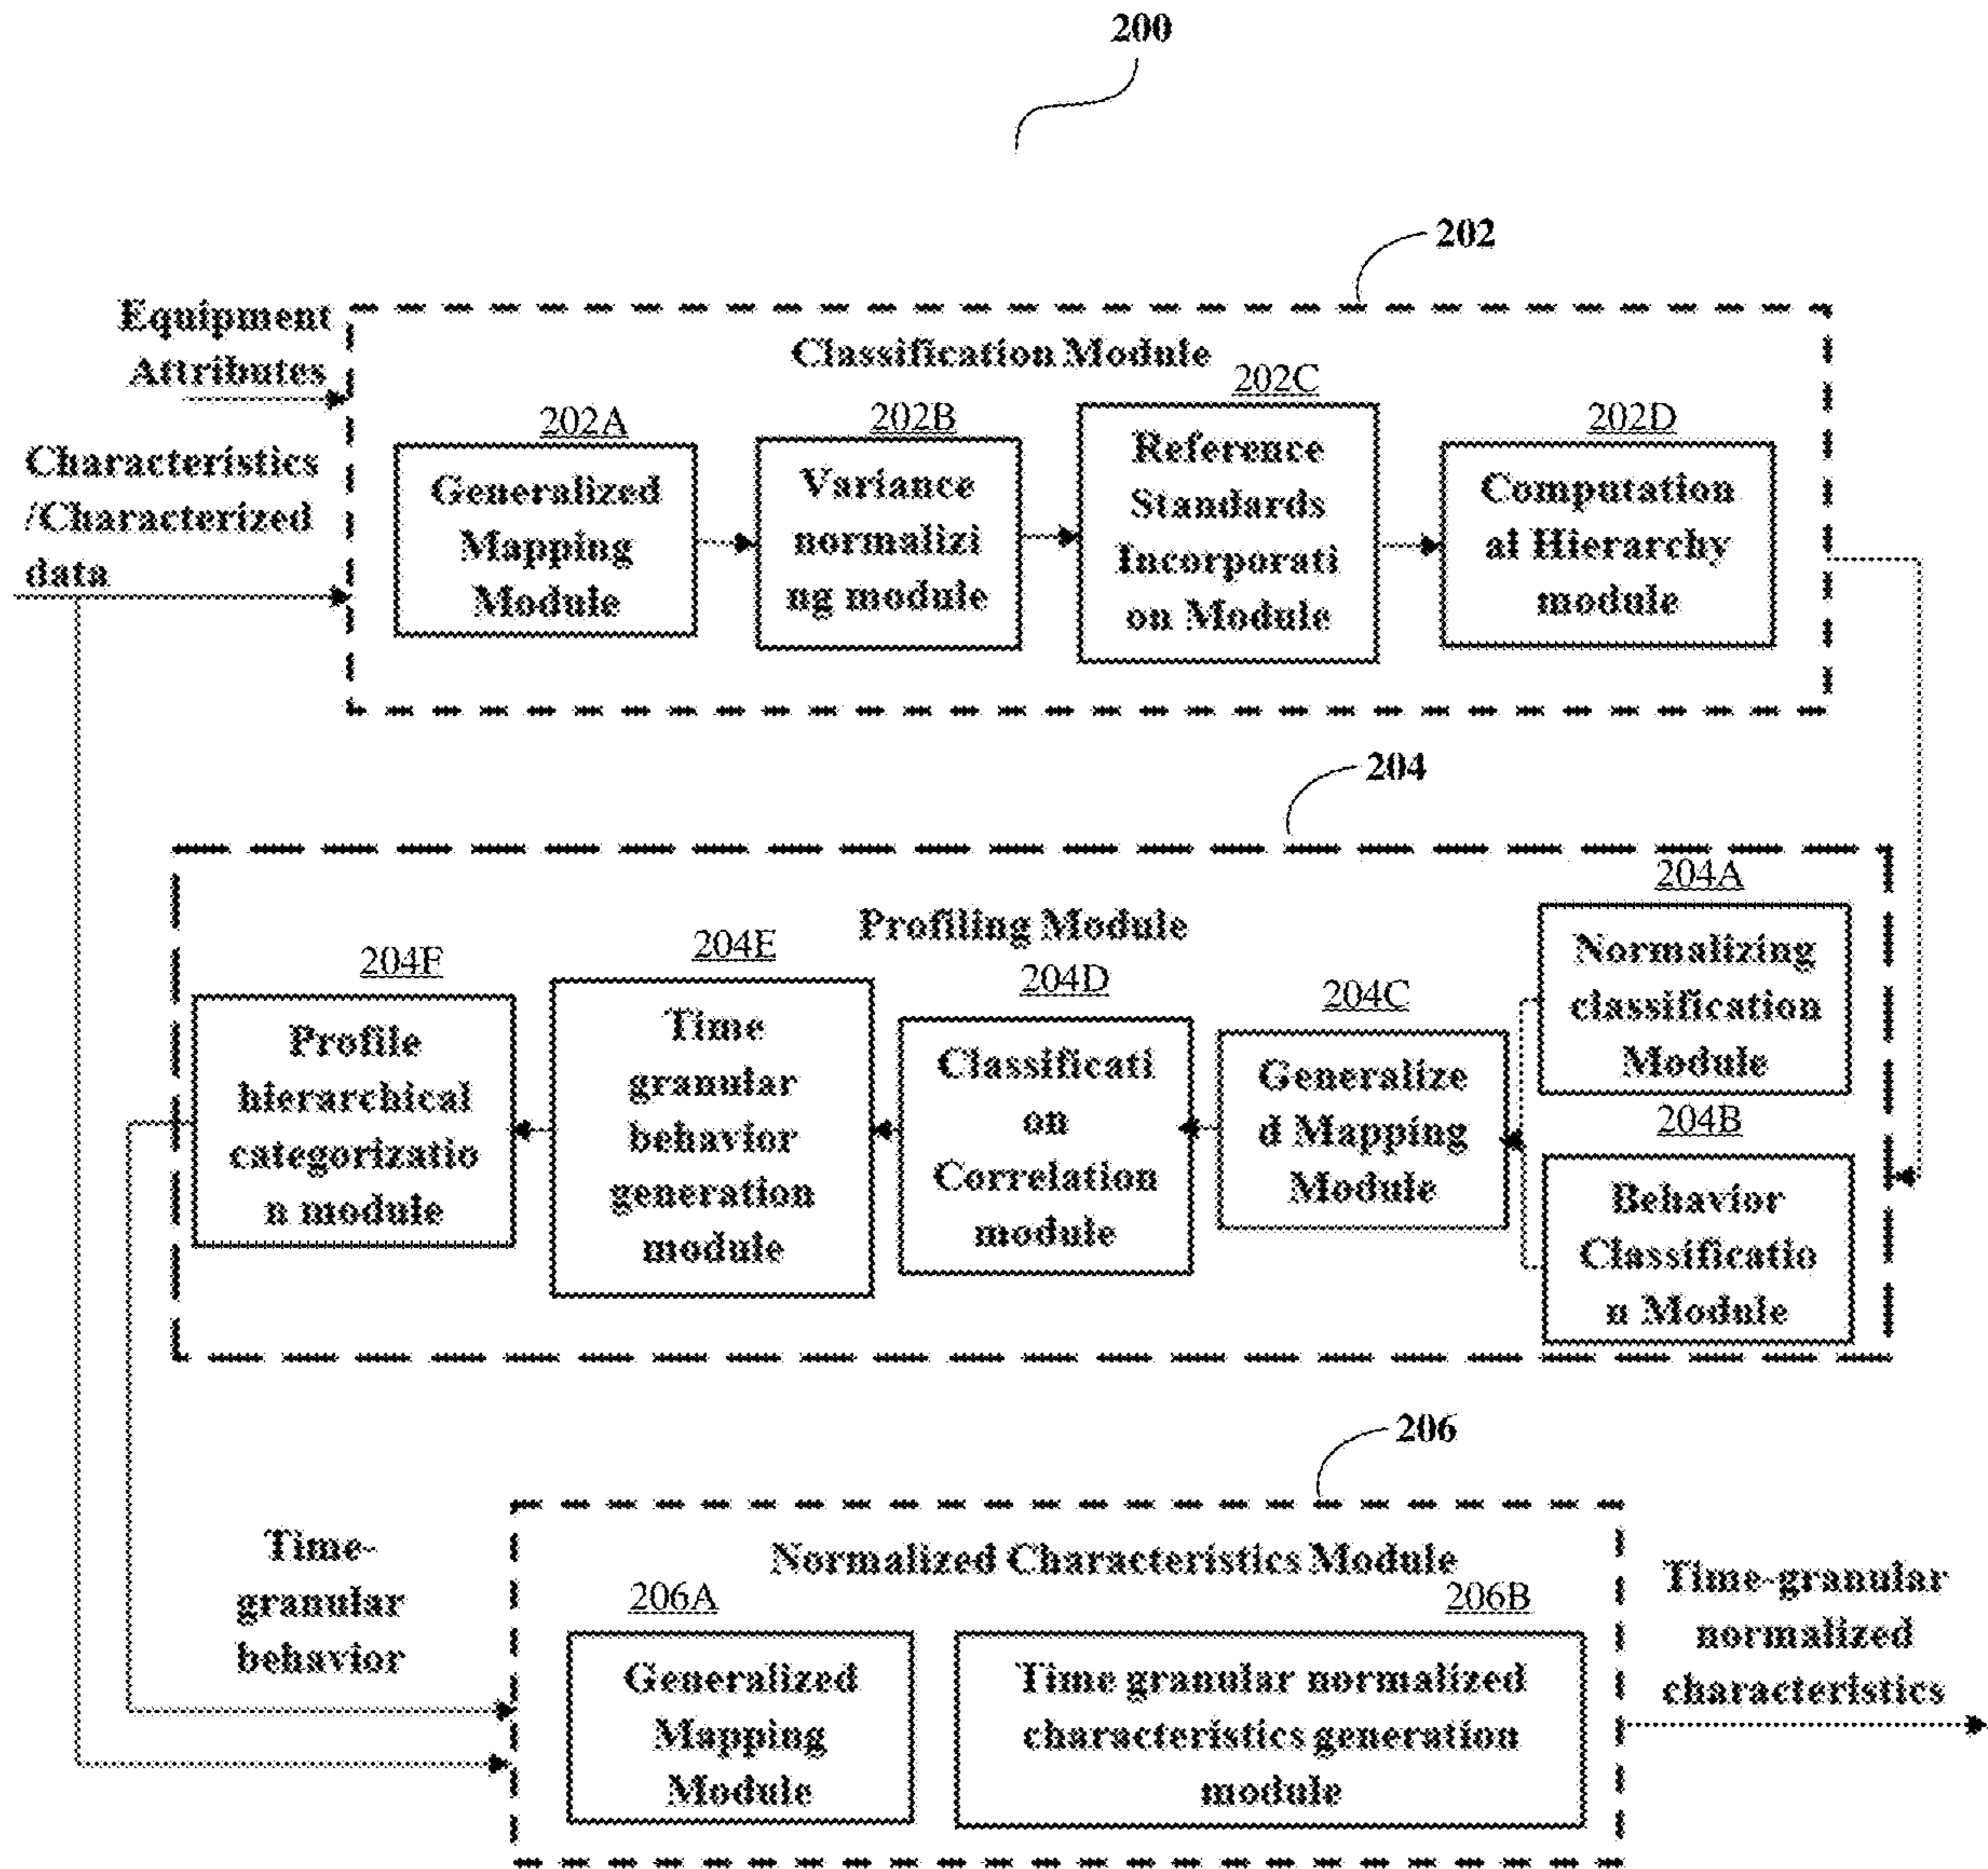 200
202
Equipment
Attributes
Characteristics
/Characterized
data
Classification Module
202A
Generalized
Mapping
Module
202B
Variance
normalizi
ng module
202C
Reference
Standards
Incorporati
on Module
202D
Computation
al Hierarchy
module
204
Profiling Module
204F
Profile
hierarchical
categorizatio
n module
204E
Time
granular
behavior
generation
module
204D
Classificati
on
Correlation
module
204C
Generalize
d Mapping
Module
204A
Normalizing
classification
Module
204B
Behavior
Classificatio
n Module
206
Time-
granular
behavior
Normalized Characteristics Module
206A
Generalized
Mapping
Module
206B
Time granular normalized
characteristics generation
module
Time-granular
normalized
characteristics